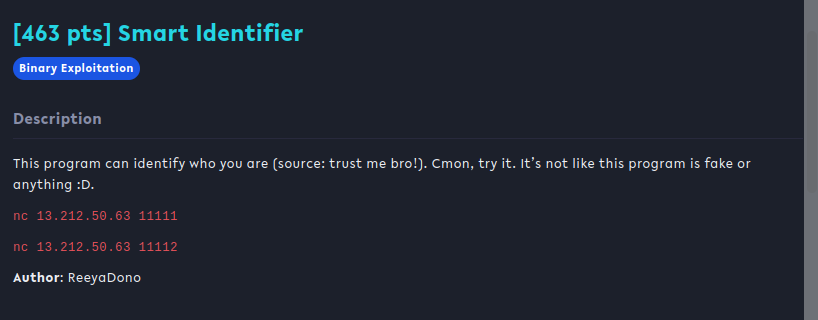 [463 pts] Smart Identifier
Binary Exploitation
Description
This program can identify who you are (source: trust me bro!). Cmon, try it. It’s not like this program is fake or
anything :D.
nc 13.212.50.63 11111
nc 13.212.50.63 11112
Author: ReeyaDono